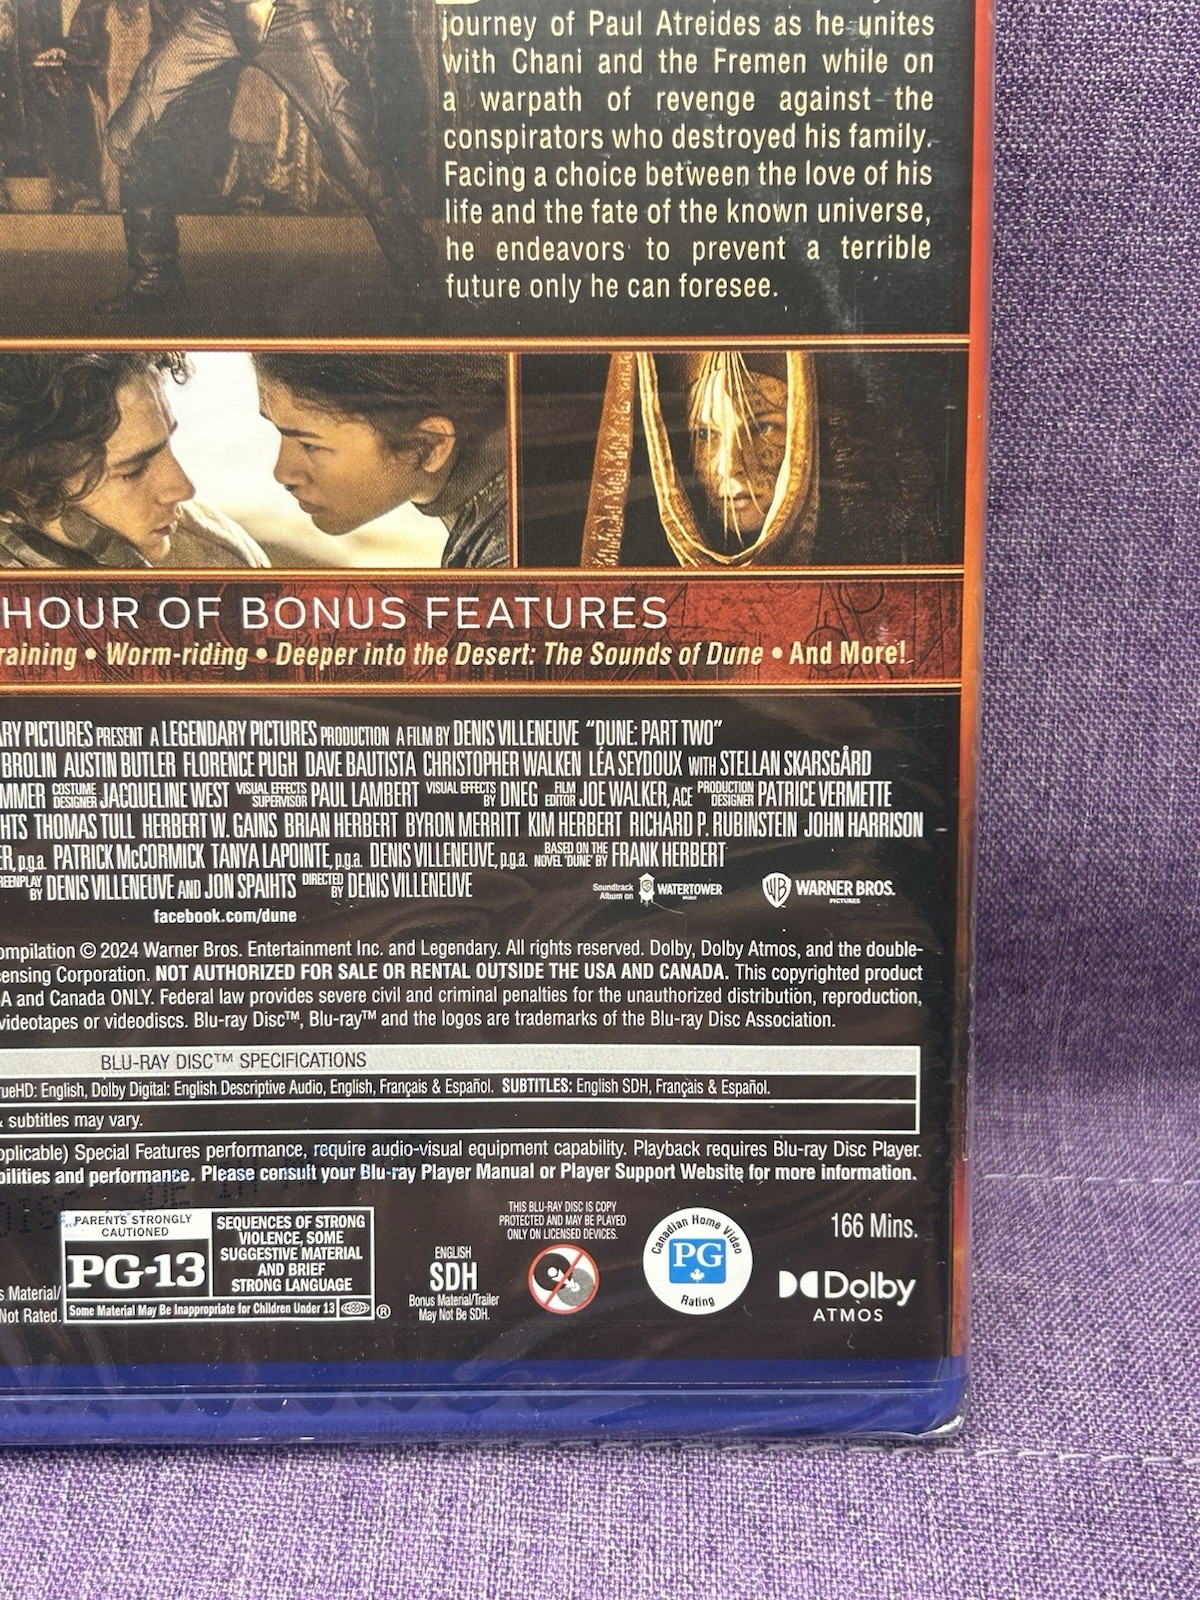 journey of Paul Atreides as he unites
with Chani and the Fremen while on
a warpath of revenge against the
conspirators who destroyed his family.
Facing a choice between the love of his
life and the fate of the known universe,
he endeavors to prevent a terrible
future only he can foresee.
HOUR OF BONUS FEATURES
raining • Worm-riding • Deeper into the Desert: The Sounds of Dune • And More!
ARY PICTURES PRESENT A LEGENDARY PICTURES PRODUCTION A FILM BY DENIS VILLENEUVE “DUNE: PART TWO”
BROLIN AUSTIN BUTLER FLORENCE PUGH DAVE BAUTISTA CHRISTOPHER WALKEN LÉA SEYDOUX WITH STELLAN SKARSGÅRD
MMER COSTUME DESIGNER JACQUELINE WEST VISUAL EFFECTS SUPERVISOR PAUL LAMBERT VISUAL EFFECTS BY DNEG FILM EDITOR JOE WALKER, ACE PRODUCTION DESIGNER PATRICE VERMETTE
HTS THOMAS TULL HERBERT W. GAINS BRIAN HERBERT BYRON MERRITT KIM HERBERT RICHARD P. RUBINSTEIN JOHN HARRISON
ER, p.g.a. PATRICK McCORMICK TANYA LAPOINTE, p.g.a. DENIS VILLENEUVE, p.g.a. BASED ON THE NOVEL 'DUNE' BY FRANK HERBERT
REENPLAY BY DENIS VILLENEUVE AND JON SPAIHTS DIRECTED BY DENIS VILLENEUVE
Soundtrack Album on WATERTOWER MUSIC
WB WARNER BROS. PICTURES
facebook.com/dune
ompilation © 2024 Warner Bros. Entertainment Inc. and Legendary. All rights reserved. Dolby, Dolby Atmos, and the double-
ensing Corporation. NOT AUTHORIZED FOR SALE OR RENTAL OUTSIDE THE USA AND CANADA. This copyrighted product
A and Canada ONLY. Federal law provides severe civil and criminal penalties for the unauthorized distribution, reproduction,
videotapes or videodiscs. Blu-ray Disc™, Blu-ray™ and the logos are trademarks of the Blu-ray Disc Association.
BLU-RAY DISC™ SPECIFICATIONS
rueHD: English, Dolby Digital: English Descriptive Audio, English, Français & Español. SUBTITLES: English SDH, Français & Español.
& subtitles may vary.
pplicable) Special Features performance, require audio-visual equipment capability. Playback requires Blu-ray Disc Player.
bilities and performance. Please consult your Blu-ray Player Manual or Player Support Website for more information.
s Material/
Not Rated.
PARENTS STRONGLY
CAUTIONED
PG-13
SEQUENCES OF STRONG
VIOLENCE, SOME
SUGGESTIVE MATERIAL
AND BRIEF
STRONG LANGUAGE
Some Material May Be Inappropriate for Children Under 13
®
ENGLISH
SDH
Bonus Material/Trailer
May Not Be SDH.
THIS BLU-RAY DISC IS COPY
PROTECTED AND MAY BE PLAYED
ONLY ON LICENSED DEVICES.
Canadian Home Video
PG
Rating
166 Mins.
Dolby
ATMOS